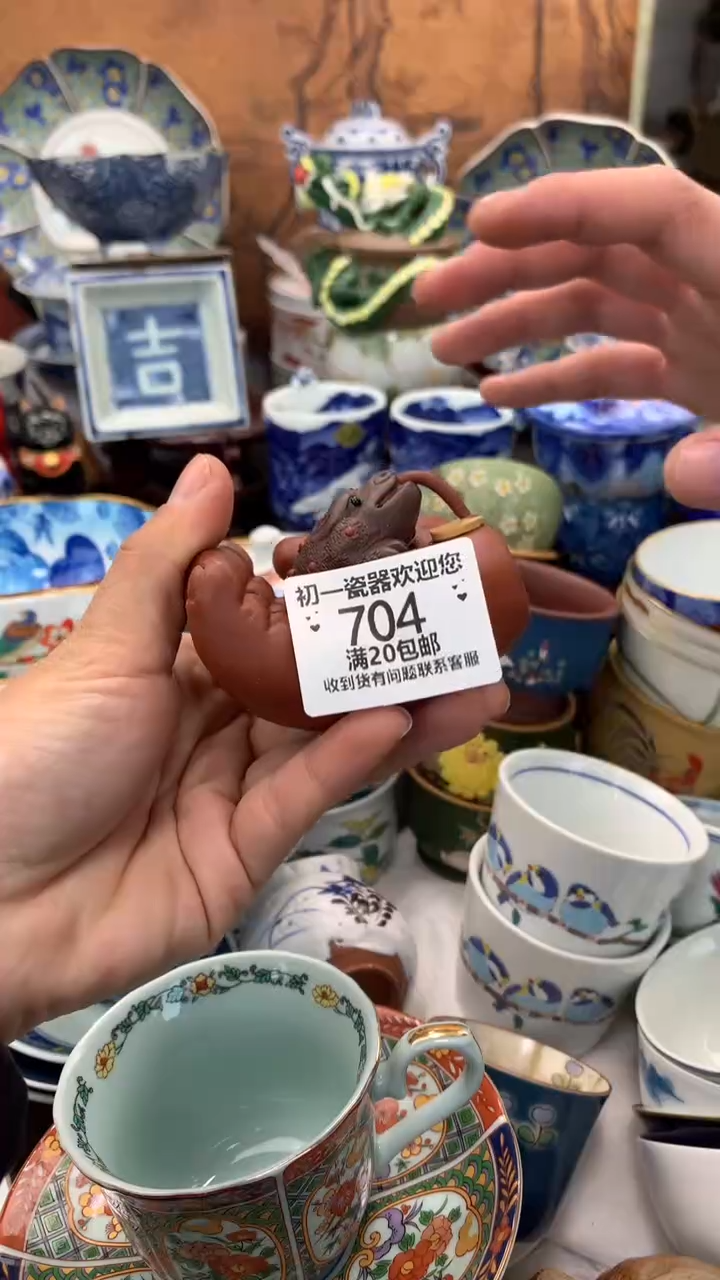 吉
初一瓷器欢迎您
704
满20包邮
收到货有问题联系客服